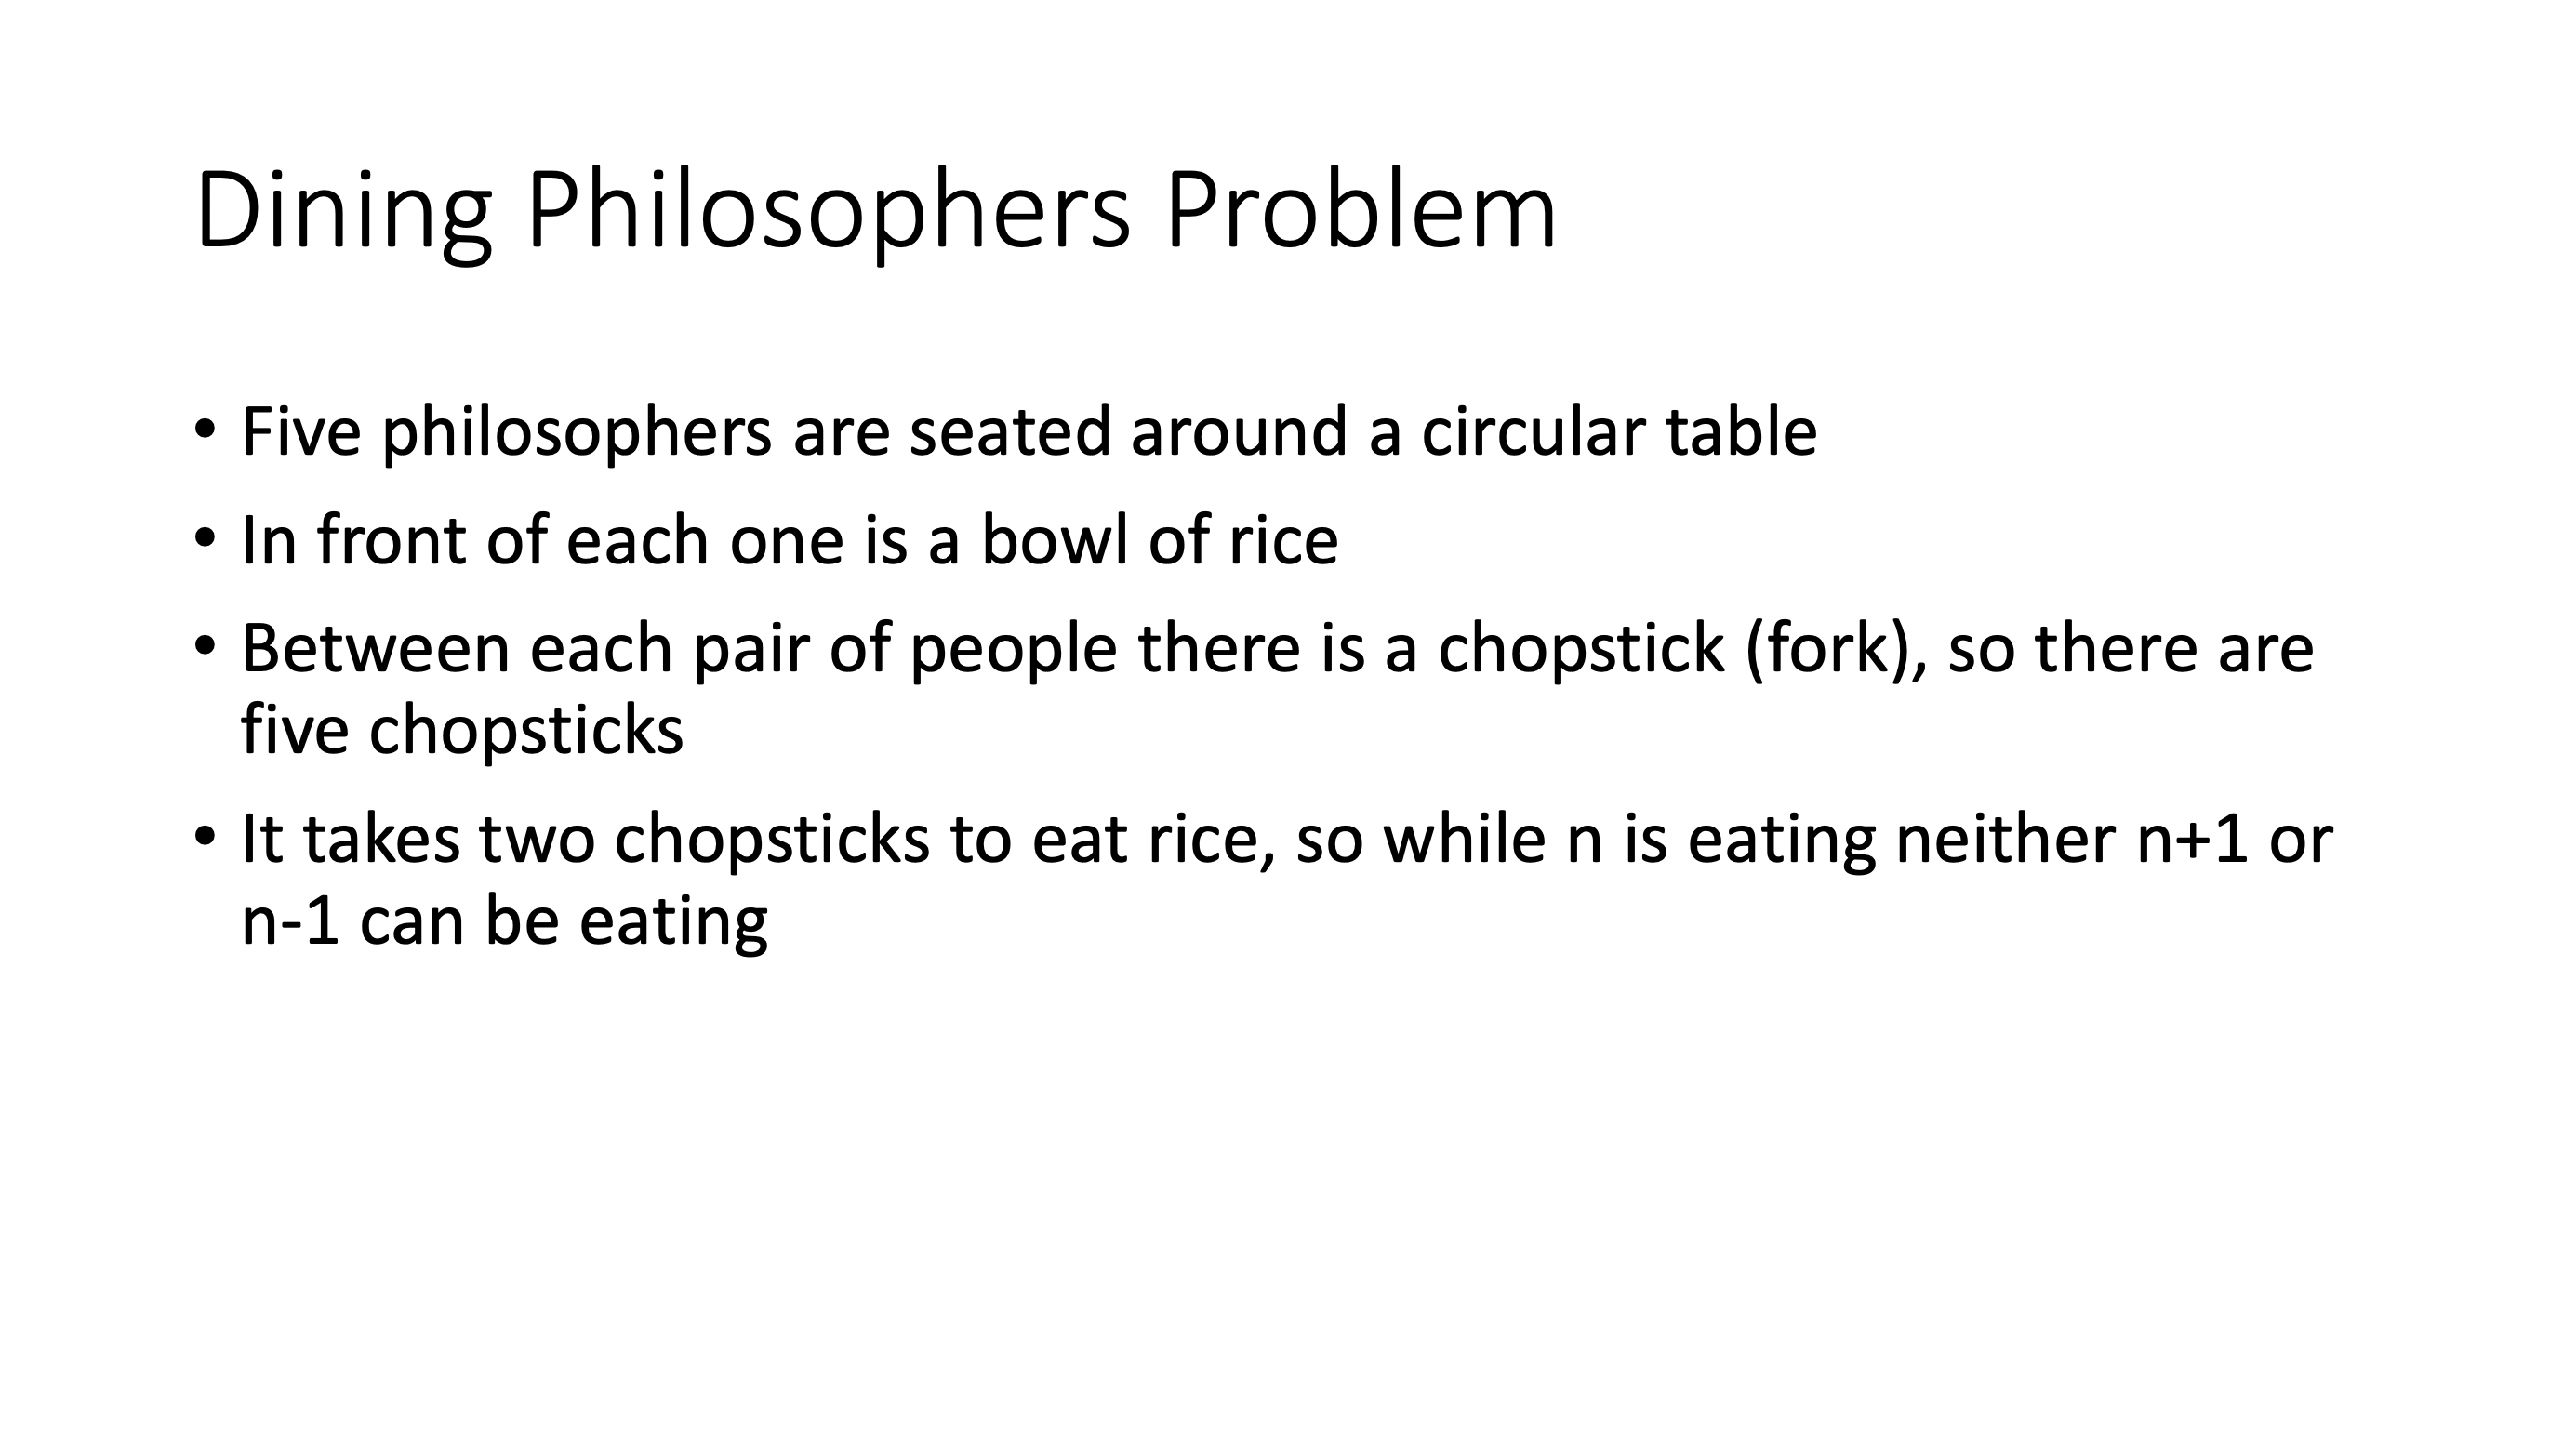 Dining Philosophers Problem
• Five philosophers are seated around a circular table
• In front of each one is a bowl of rice
• Between each pair of people there is a chopstick (fork), so there are
five chopsticks
• It takes two chopsticks to eat rice, so while n is eating neither n+1 or
n-1 can be eating